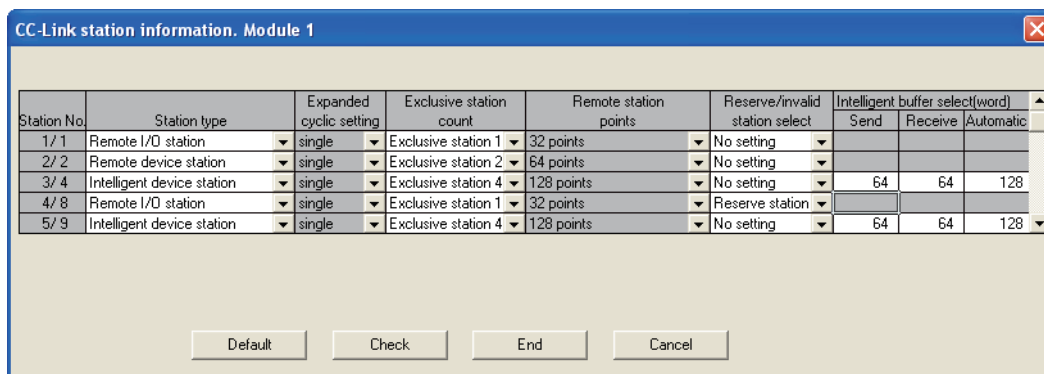 CC-Link station information. Module 1
Expanded Exclusive station Remote station Reserve/invalid Intelligent buffer select(word)
Station No. Station type cyclic setting count points station select Send Receive Automatic
1/ 1 Remote I/O station single Exclusive station 1 32 points No setting
2/ 2 Remote device station single Exclusive station 2 64 points No setting
3/ 4 Intelligent device station single Exclusive station 4 128 points No setting 64 64 128
4/ 8 Remote I/O station single Exclusive station 1 32 points Reserve station
5/ 9 Intelligent device station single Exclusive station 4 128 points No setting 64 64 128
Default Check End Cancel